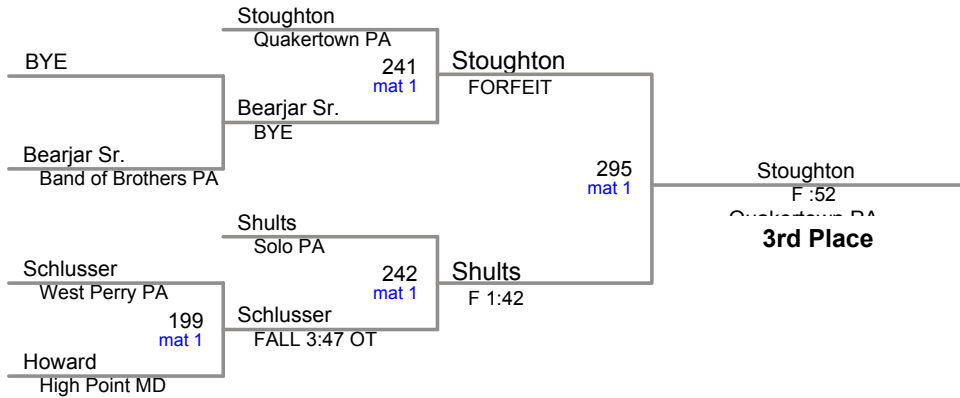 Stoughton
Quakertown PA
BYE
241
mat 1
Stoughton
FORFEIT
Bearjar Sr.
BYE
Bearjar Sr.
Band of Brothers PA
295
mat 1
Stoughton
F :52
Quakertown PA
3rd Place
Shults
Solo PA
Schlusser
West Perry PA
242
mat 1
Shults
F 1:42
199
mat 1
Schlusser
FALL 3:47 OT
Howard
High Point MD